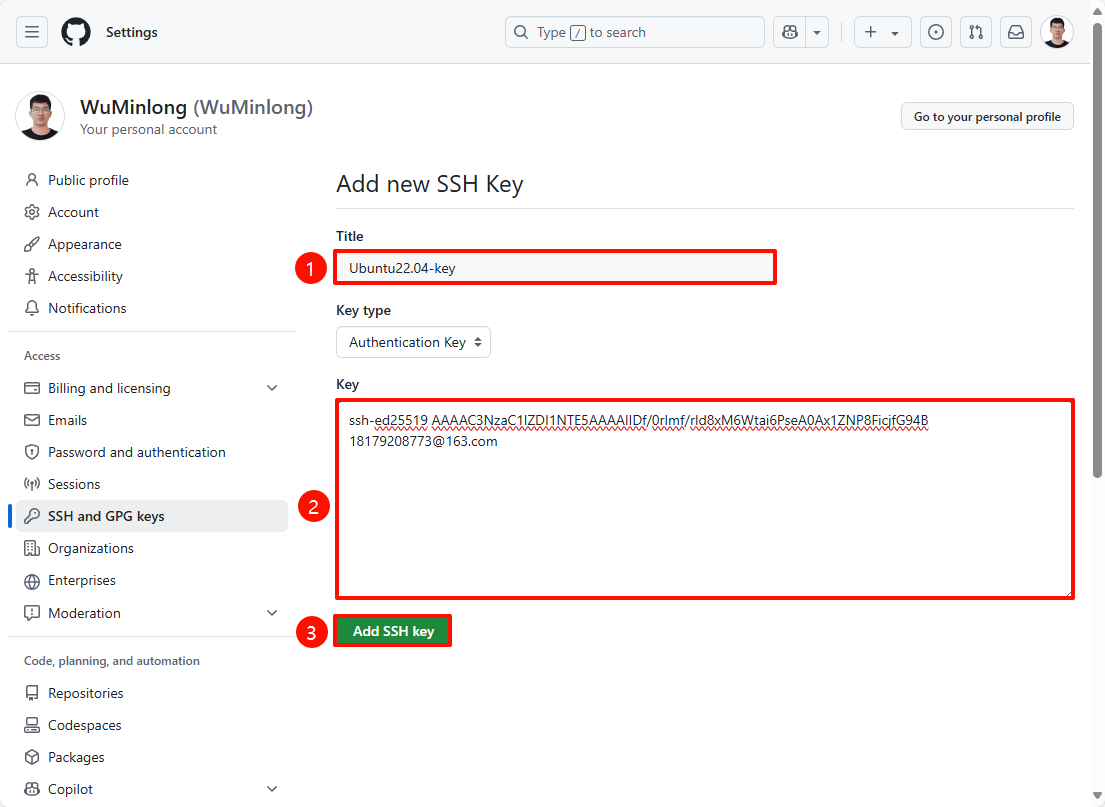 Settings
Type / to search
WuMinlong (WuMinlong)
Your personal account
Go to your personal profile
Public profile
Account
Appearance
Accessibility
Notifications
Access
Billing and licensing
Emails
Password and authentication
Sessions
SSH and GPG keys
Organizations
Enterprises
Moderation
Code, planning, and automation
Repositories
Codespaces
Packages
Copilot
Add new SSH Key
Title
1
Ubuntu22.04-key
Key type
Authentication Key
Key
2
ssh-ed25519 AAAAC3NzaC1lZDI1NTE5AAAAIIDf/0rlmf/rld8xM6Wtai6PseA0Ax1ZNP8FicjfG94B
18179208773@163.com
3
Add SSH key